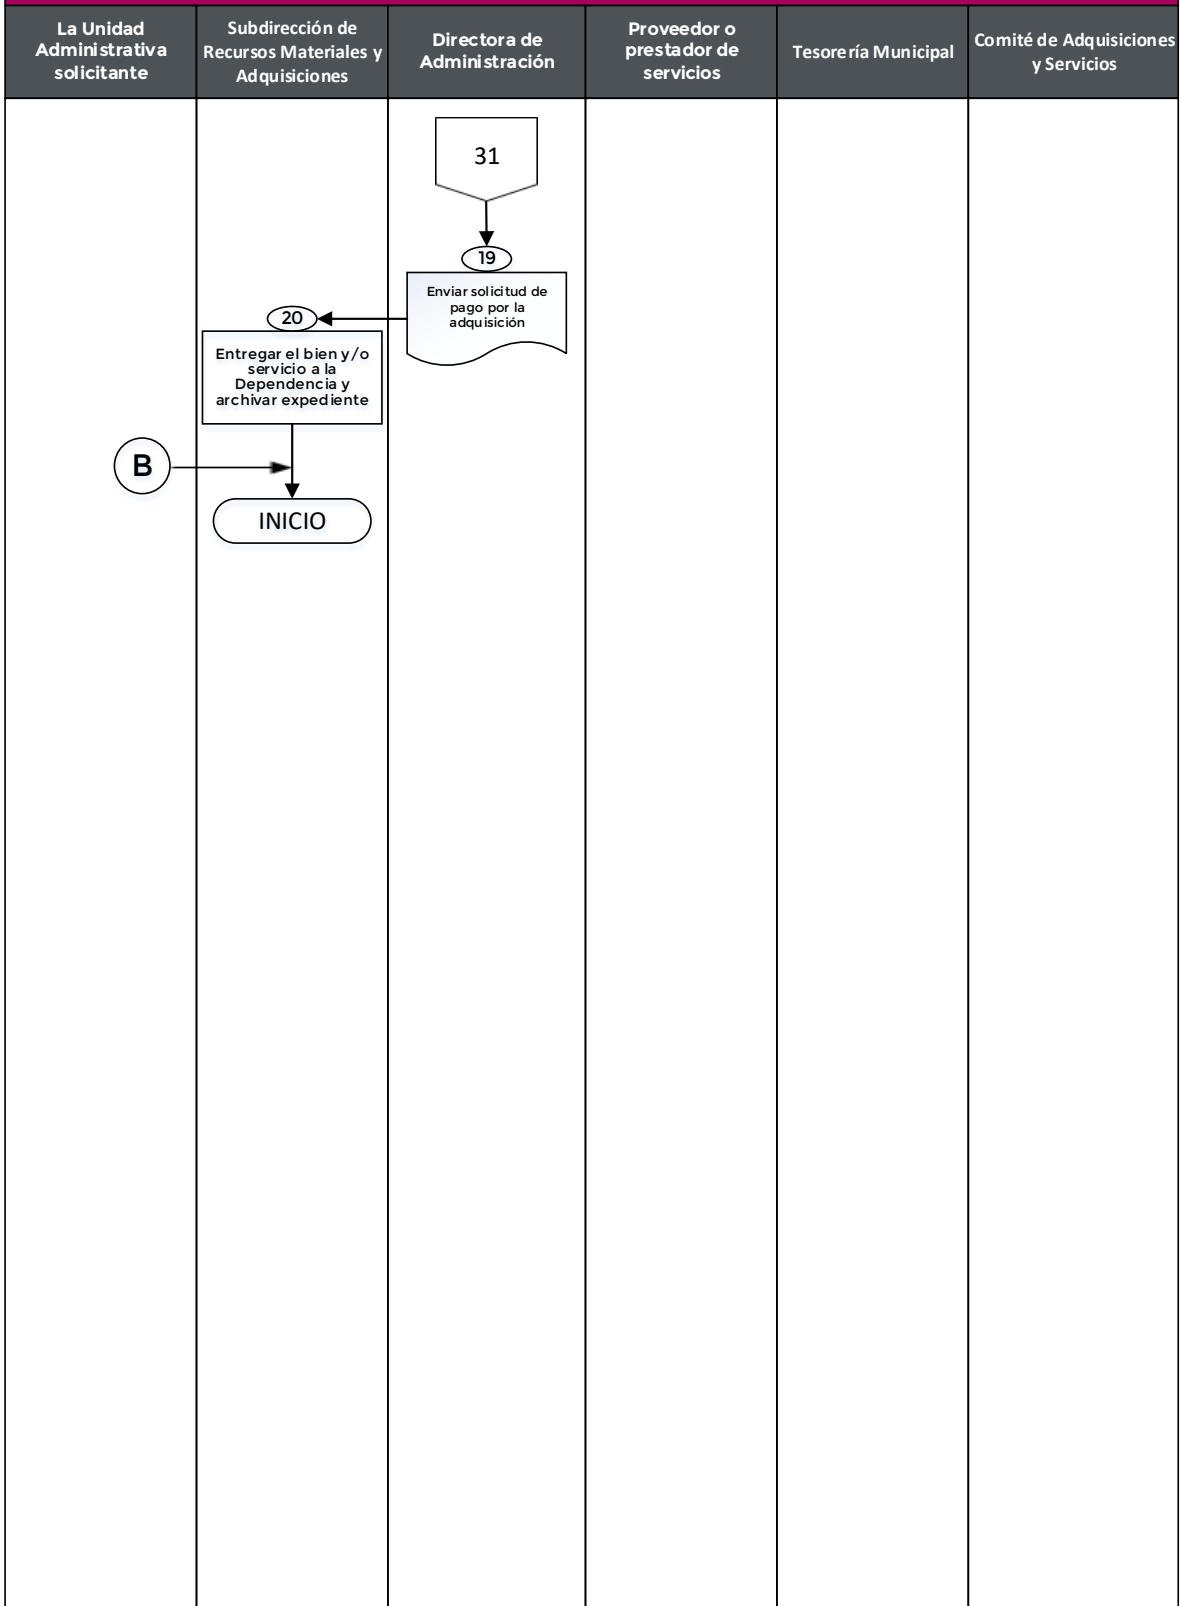 La Unidad
Administrativa
solicitante
Subdirección de
Recursos Materiales y
Adquisiciones
Directora de
Administración
Proveedor o
prestador de
servicios
Tesorería Municipal
Comité de Adquisiciones
y Servicios
31
19
Enviar solicitud de
pago por la
adquisición
20
Entregar el bien y/o
servicio a la
Dependencia y
archivar expediente
B
INICIO